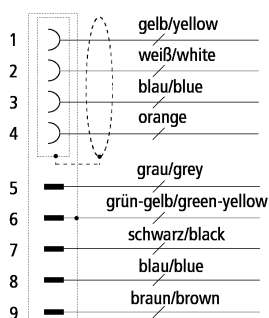 1 gelb/yellow
2 weiß/white
3 blau/blue
4 orange
5 grau/grey
6 grün-gelb/green-yellow
7 schwarz/black
8 blau/blue
9 braun/brown